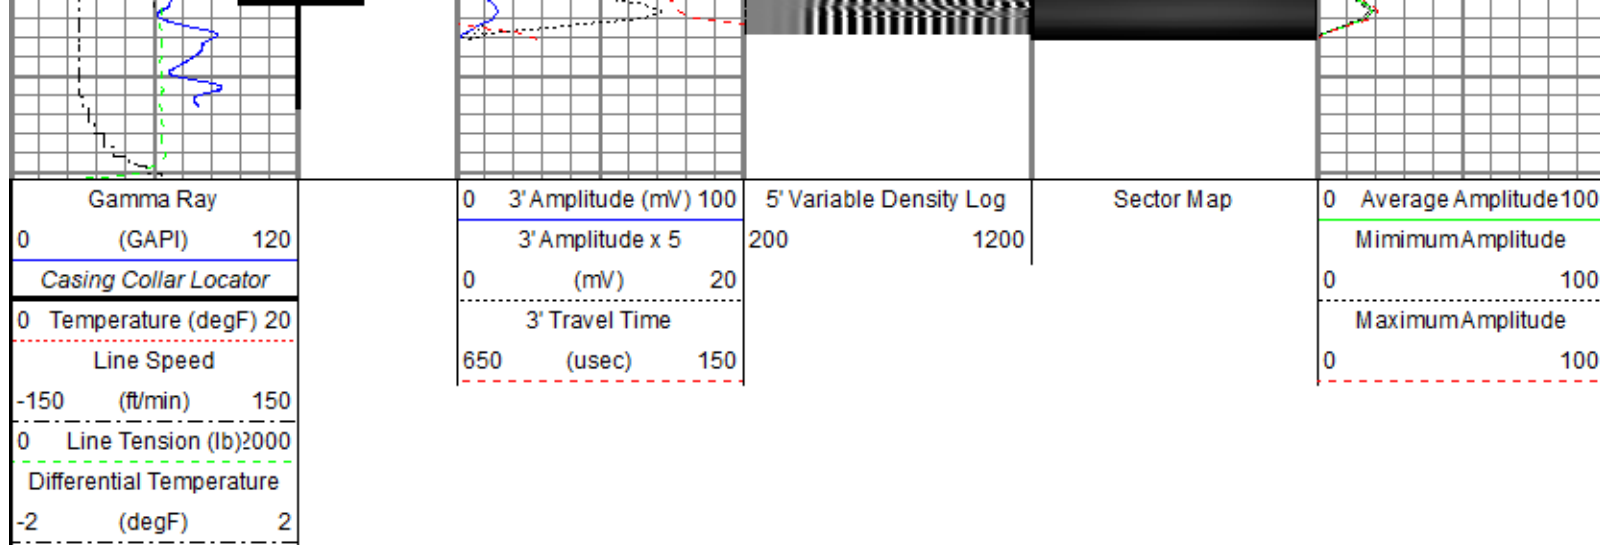 Gamma Ray
0 (GAPI) 120
Casing Collar Locator
0 Temperature (degF) 20
Line Speed
-150 (ft/min) 150
0 Line Tension (lb) 2000
Differential Temperature
-2 (degF) 2
0 3' Amplitude (mV) 100
3' Amplitude x 5
0 (mV) 20
3' Travel Time
650 (usec) 150
5' Variable Density Log
200 1200
Sector Map
0 Average Amplitude 100
Mimimum Amplitude
0 100
Maximum Amplitude
0 100